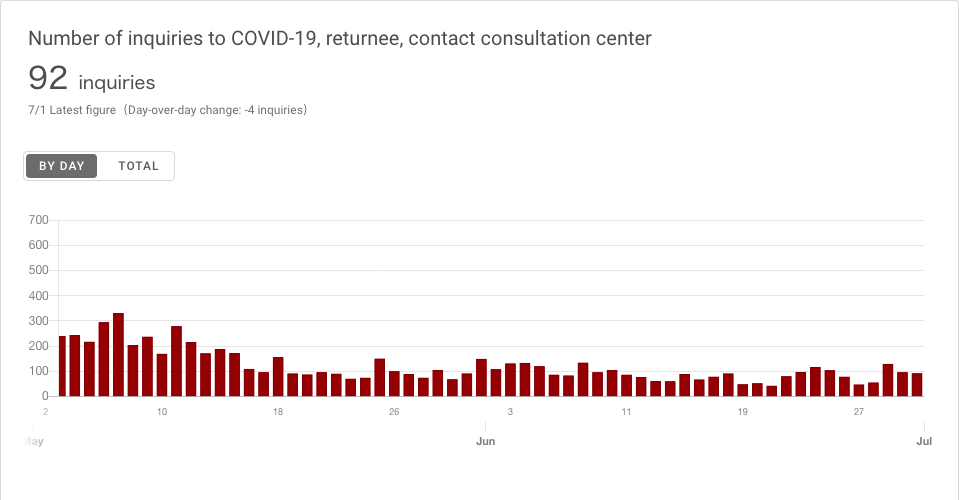 Number of inquiries to COVID-19, returnee, contact consultation center
92 inquiries
7/1 Latest figure（Day-over-day change: -4 inquiries）
BY DAY TOTAL
700
600
500
400
300
200
100
0
2 10 18 26 3 11 19 27
May Jun Jul